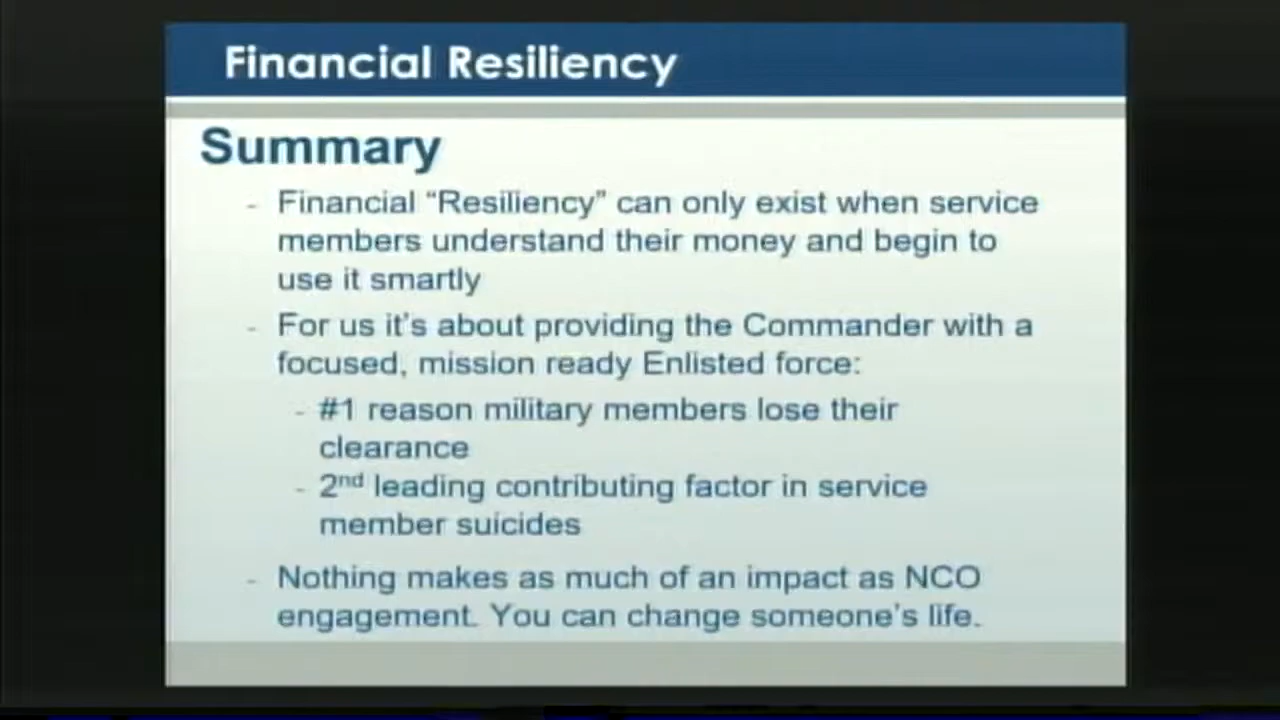 Financial Resiliency
Summary
- Financial “Resiliency” can only exist when service
members understand their money and begin to
use it smartly
- For us it’s about providing the Commander with a
focused, mission ready Enlisted force:
- #1 reason military members lose their
clearance
- 2nd leading contributing factor in service
member suicides
- Nothing makes as much of an impact as NCO
engagement. You can change someone’s life.